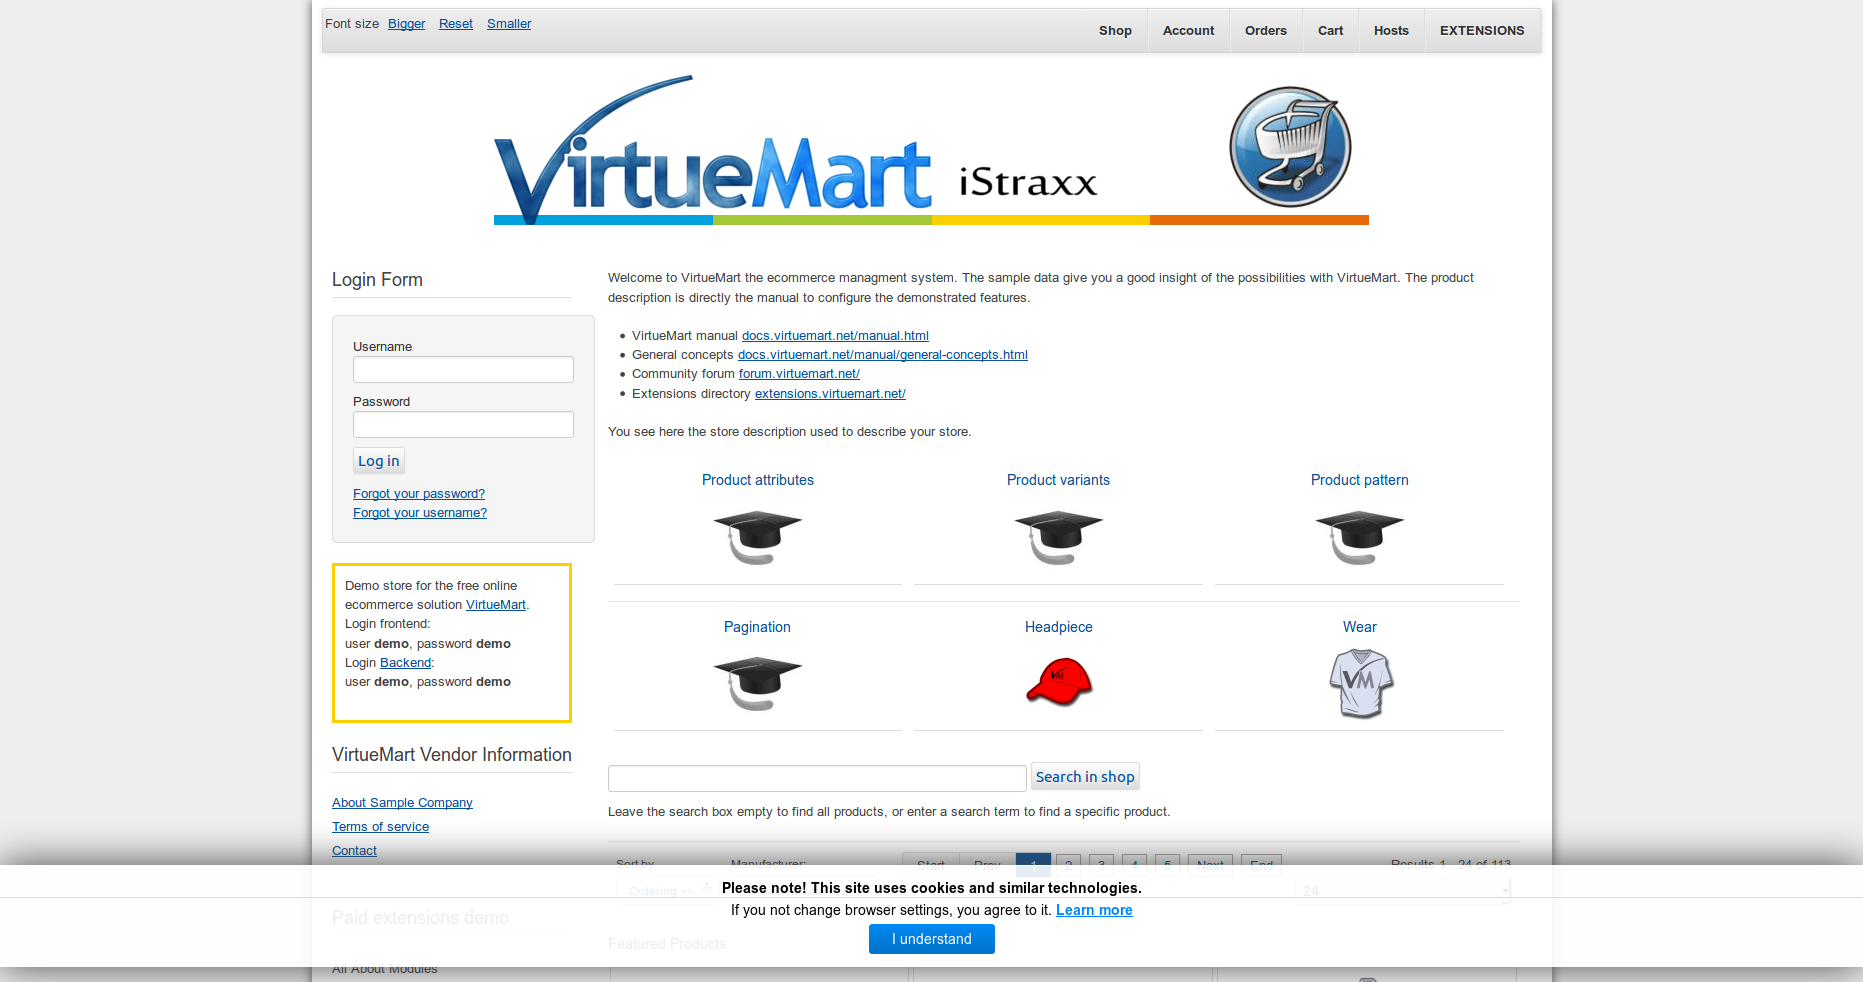 Font size Bigger Reset Smaller
Shop Account Orders Cart Hosts EXTENSIONS
VirtueMart iStraxx
Login Form
Username
Password
Log in
Forgot your password?
Forgot your username?
Demo store for the free online
ecommerce solution VirtueMart.
Login frontend:
user demo, password demo
Login Backend:
user demo, password demo
VirtueMart Vendor Information
About Sample Company
Terms of service
Contact
Paid extensions demo
All About Modules
Welcome to VirtueMart the ecommerce managment system. The sample data give you a good insight of the possibilities with VirtueMart. The product
description is directly the manual to configure the demonstrated features.
VirtueMart manual docs.virtuemart.net/manual.html
General concepts docs.virtuemart.net/manual/general-concepts.html
Community forum forum.virtuemart.net/
Extensions directory extensions.virtuemart.net/
You see here the store description used to describe your store.
Product attributes Product variants Product pattern
Pagination Headpiece Wear
VM VM
Search in shop
Leave the search box empty to find all products, or enter a search term to find a specific product.
Sort by Manufacturer: Start Prev 1 2 3 4 5 Next End Results 1 - 24 of 113
Ordering +/- 24
Please note! This site uses cookies and similar technologies.
If you not change browser settings, you agree to it. Learn more
I understand
Featured Products